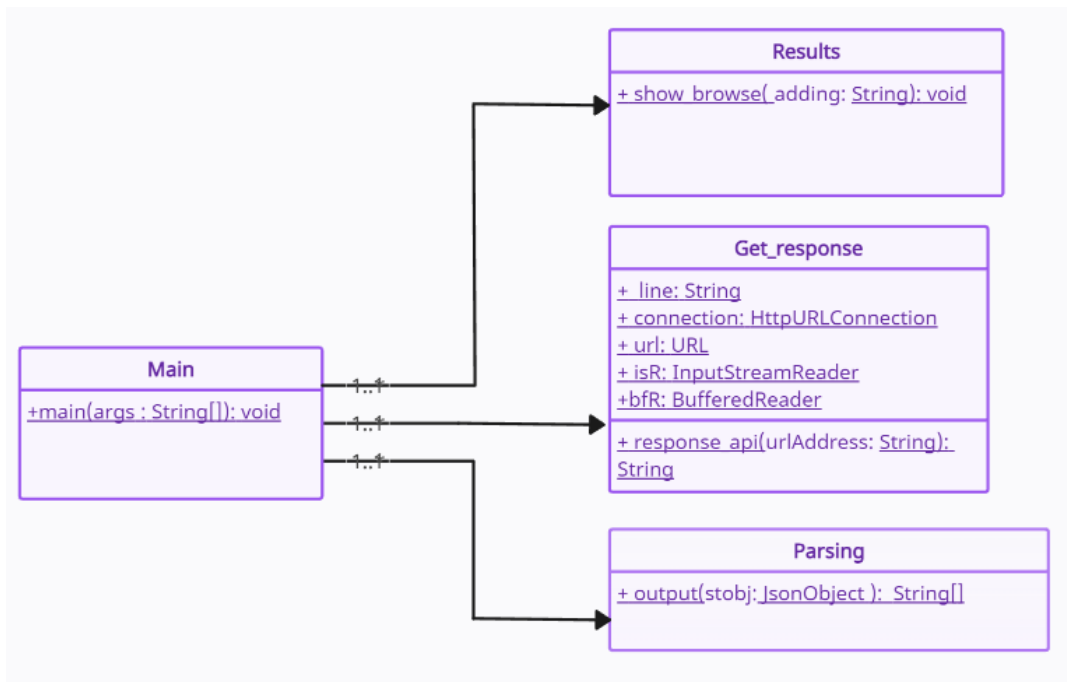 Results
+ show_browse( adding: String): void
Get_response
+ line: String
+ connection: HttpURLConnection
+ url: URL
+ isR: InputStreamReader
+bfR: BufferedReader
+ response_api(urlAddress: String):
String
Main
+main(args : String[]): void
1..1
1..1
1..1
Parsing
+ output(stobj: JsonObject ): String[]